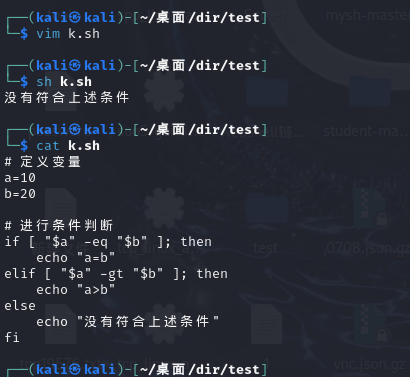 ┌──(kali㉿kali)-[~/桌面/dir/test]
└─$ vim k.sh
┌──(kali㉿kali)-[~/桌面/dir/test]
└─$ sh k.sh
没有符合上述条件
┌──(kali㉿kali)-[~/桌面/dir/test]
└─$ cat k.sh
# 定义变量
a=10
b=20
# 进行条件判断
if [ "$a" -eq "$b" ]; then
    echo "a=b"
elif [ "$a" -gt "$b" ]; then
    echo "a>b"
else
    echo "没有符合上述条件"
fi
┌──(kali㉿kali)-[~/桌面/dir/test]
mysh-master
student-ma...
test
0708.json.gz
vnc.json.gz